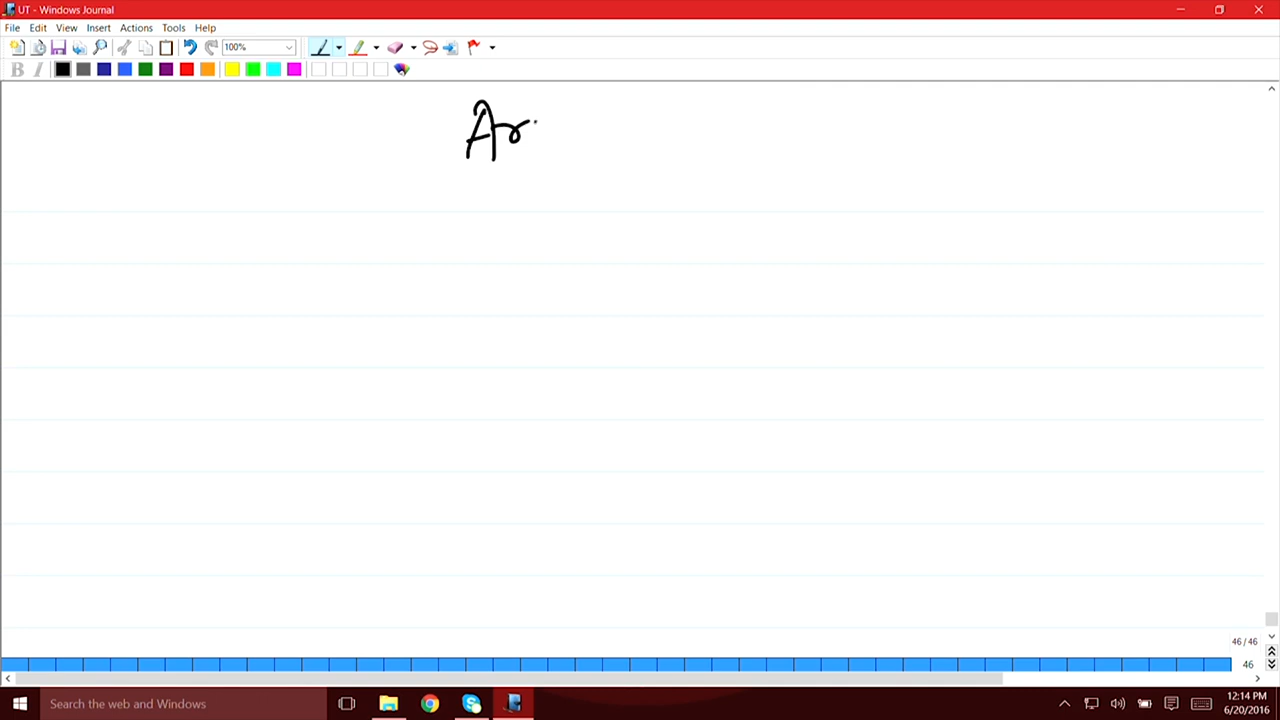 UT - Windows Journal
File Edit View Insert Actions Tools Help
100%
B I
Ar
46 / 46
46
Search the web and Windows
12:14 PM
6/20/2016